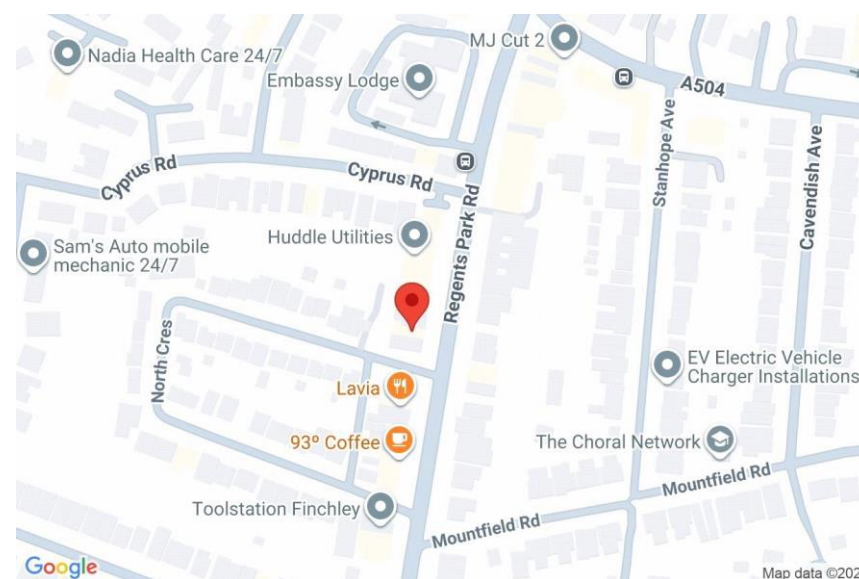 MJ Cut 2
Nadia Health Care 24/7
Embassy Lodge
A504
Stanhope Ave
Cavendish Ave
Cyprus Rd
Cyprus Rd
Regents Park Rd
Huddle Utilities
Sam's Auto mobile
mechanic 24/7
North Cres
EV Electric Vehicle
Charger Installations
Lavia
93º Coffee
The Choral Network
Mountfield Rd
Toolstation Finchley
Mountfield Rd
Google
Map data ©202